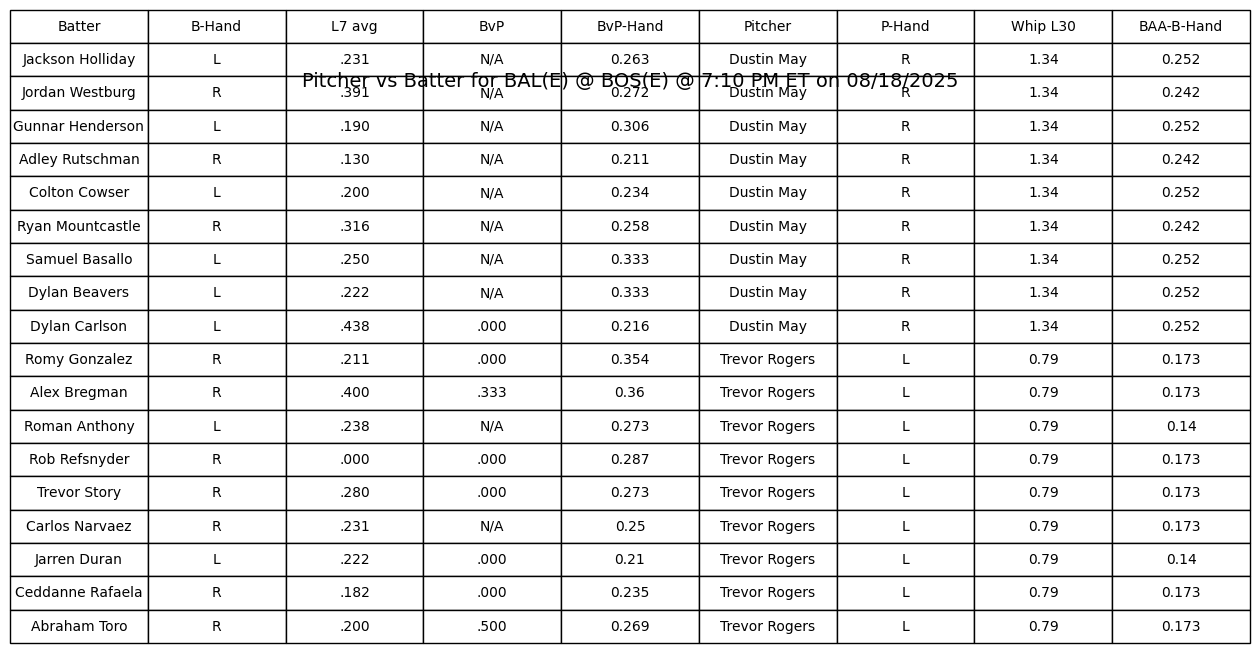 Batter B-Hand L7 avg BvP BvP-Hand Pitcher P-Hand Whip L30 BAA-B-Hand
Jackson Holliday L .231 N/A 0.263 Dustin May R 1.34 0.252
Pitcher vs Batter for BAL(E) @ BOS(E) @ 7:10 PM ET on 08/18/2025
Jordan Westburg R .391 N/A 0.272 Dustin May R 1.34 0.242
Gunnar Henderson L .190 N/A 0.306 Dustin May R 1.34 0.252
Adley Rutschman R .130 N/A 0.211 Dustin May R 1.34 0.242
Colton Cowser L .200 N/A 0.234 Dustin May R 1.34 0.252
Ryan Mountcastle R .316 N/A 0.258 Dustin May R 1.34 0.242
Samuel Basallo L .250 N/A 0.333 Dustin May R 1.34 0.252
Dylan Beavers L .222 N/A 0.333 Dustin May R 1.34 0.252
Dylan Carlson L .438 .000 0.216 Dustin May R 1.34 0.252
Romy Gonzalez R .211 .000 0.354 Trevor Rogers L 0.79 0.173
Alex Bregman R .400 .333 0.36 Trevor Rogers L 0.79 0.173
Roman Anthony L .238 N/A 0.273 Trevor Rogers L 0.79 0.14
Rob Refsnyder R .000 .000 0.287 Trevor Rogers L 0.79 0.173
Trevor Story R .280 .000 0.273 Trevor Rogers L 0.79 0.173
Carlos Narvaez R .231 N/A 0.25 Trevor Rogers L 0.79 0.173
Jarren Duran L .222 .000 0.21 Trevor Rogers L 0.79 0.14
Ceddanne Rafaela R .182 .000 0.235 Trevor Rogers L 0.79 0.173
Abraham Toro R .200 .500 0.269 Trevor Rogers L 0.79 0.173